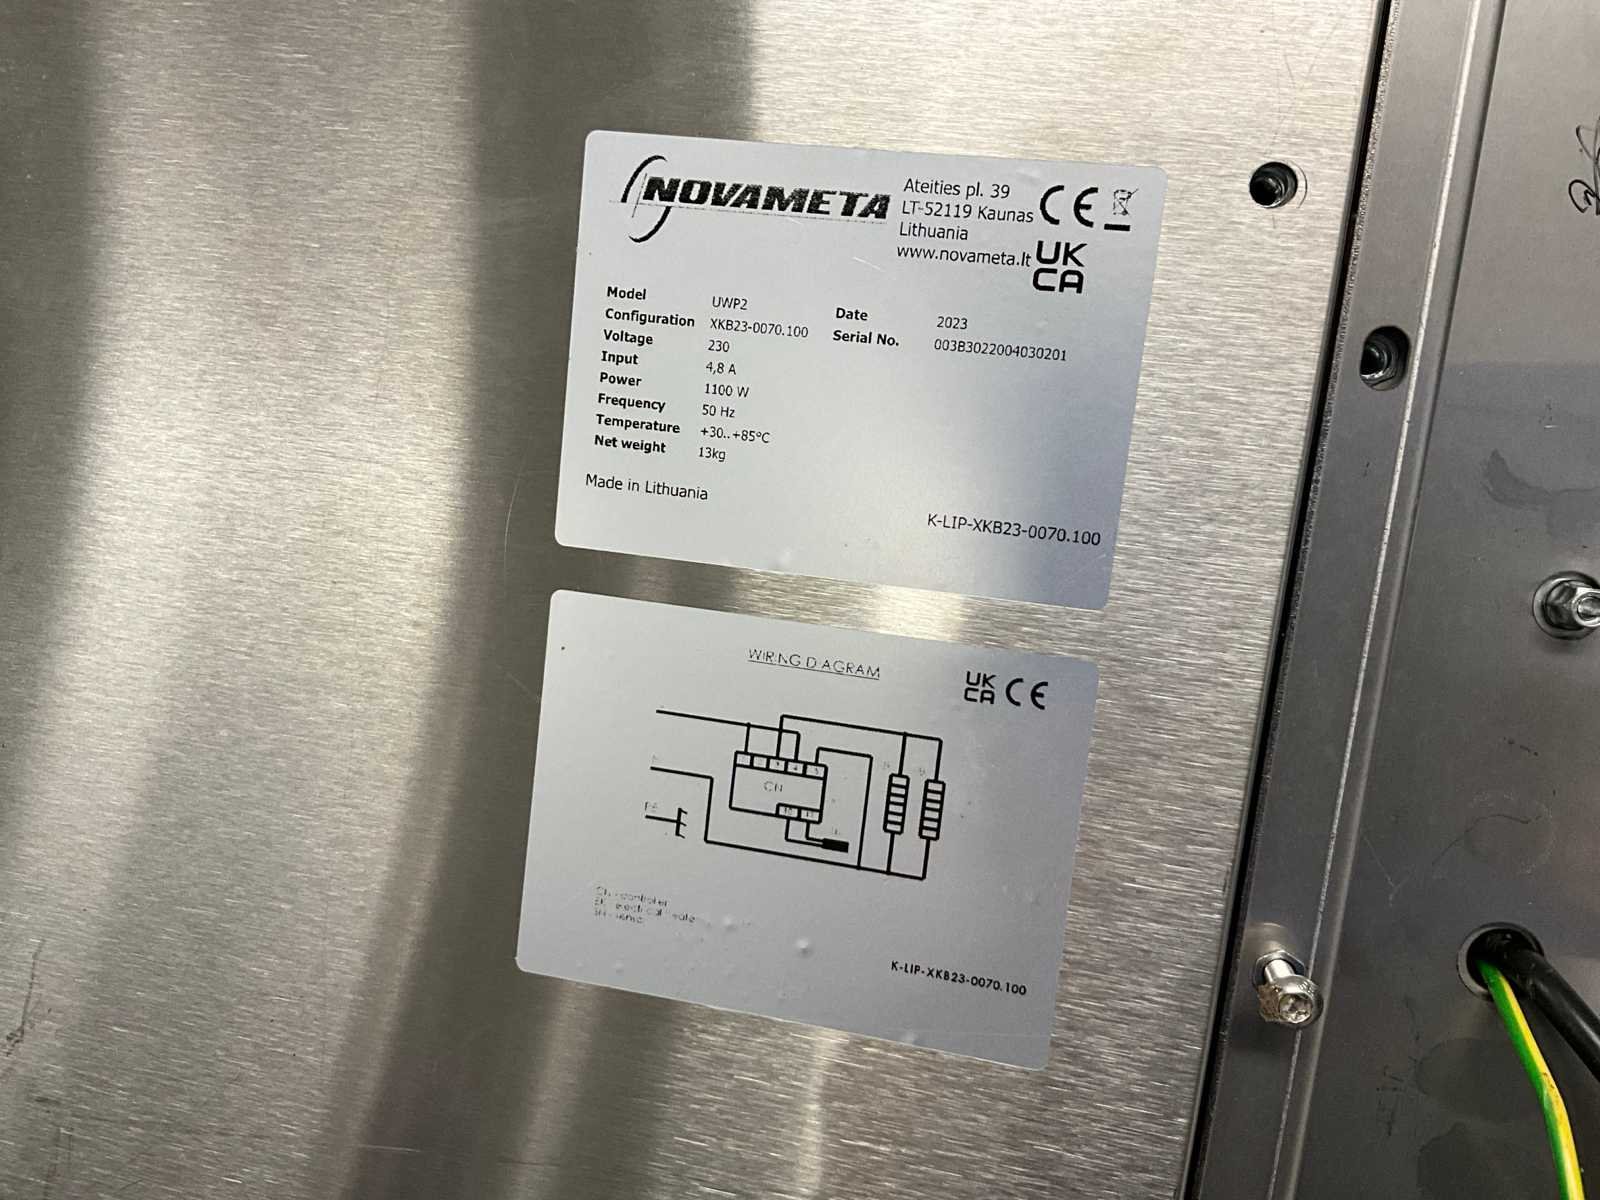 NOVAMETA
Ateities pl. 39
LT-52119 Kaunas
Lithuania
www.novameta.lt
CE
UK
CA
Model UWP2
Configuration XKB23-0070.100
Voltage 230
Input 4,8 A
Power 1100 W
Frequency 50 Hz
Temperature +30..+85°C
Net weight 13kg
Date 2023
Serial No. 003B3022004030201
Made in Lithuania
K-LIP-XKB23-0070.100
WIRING DIAGRAM
UK
CA
CE
CN
PE
controller
K-LIP-XKB23-0070.100